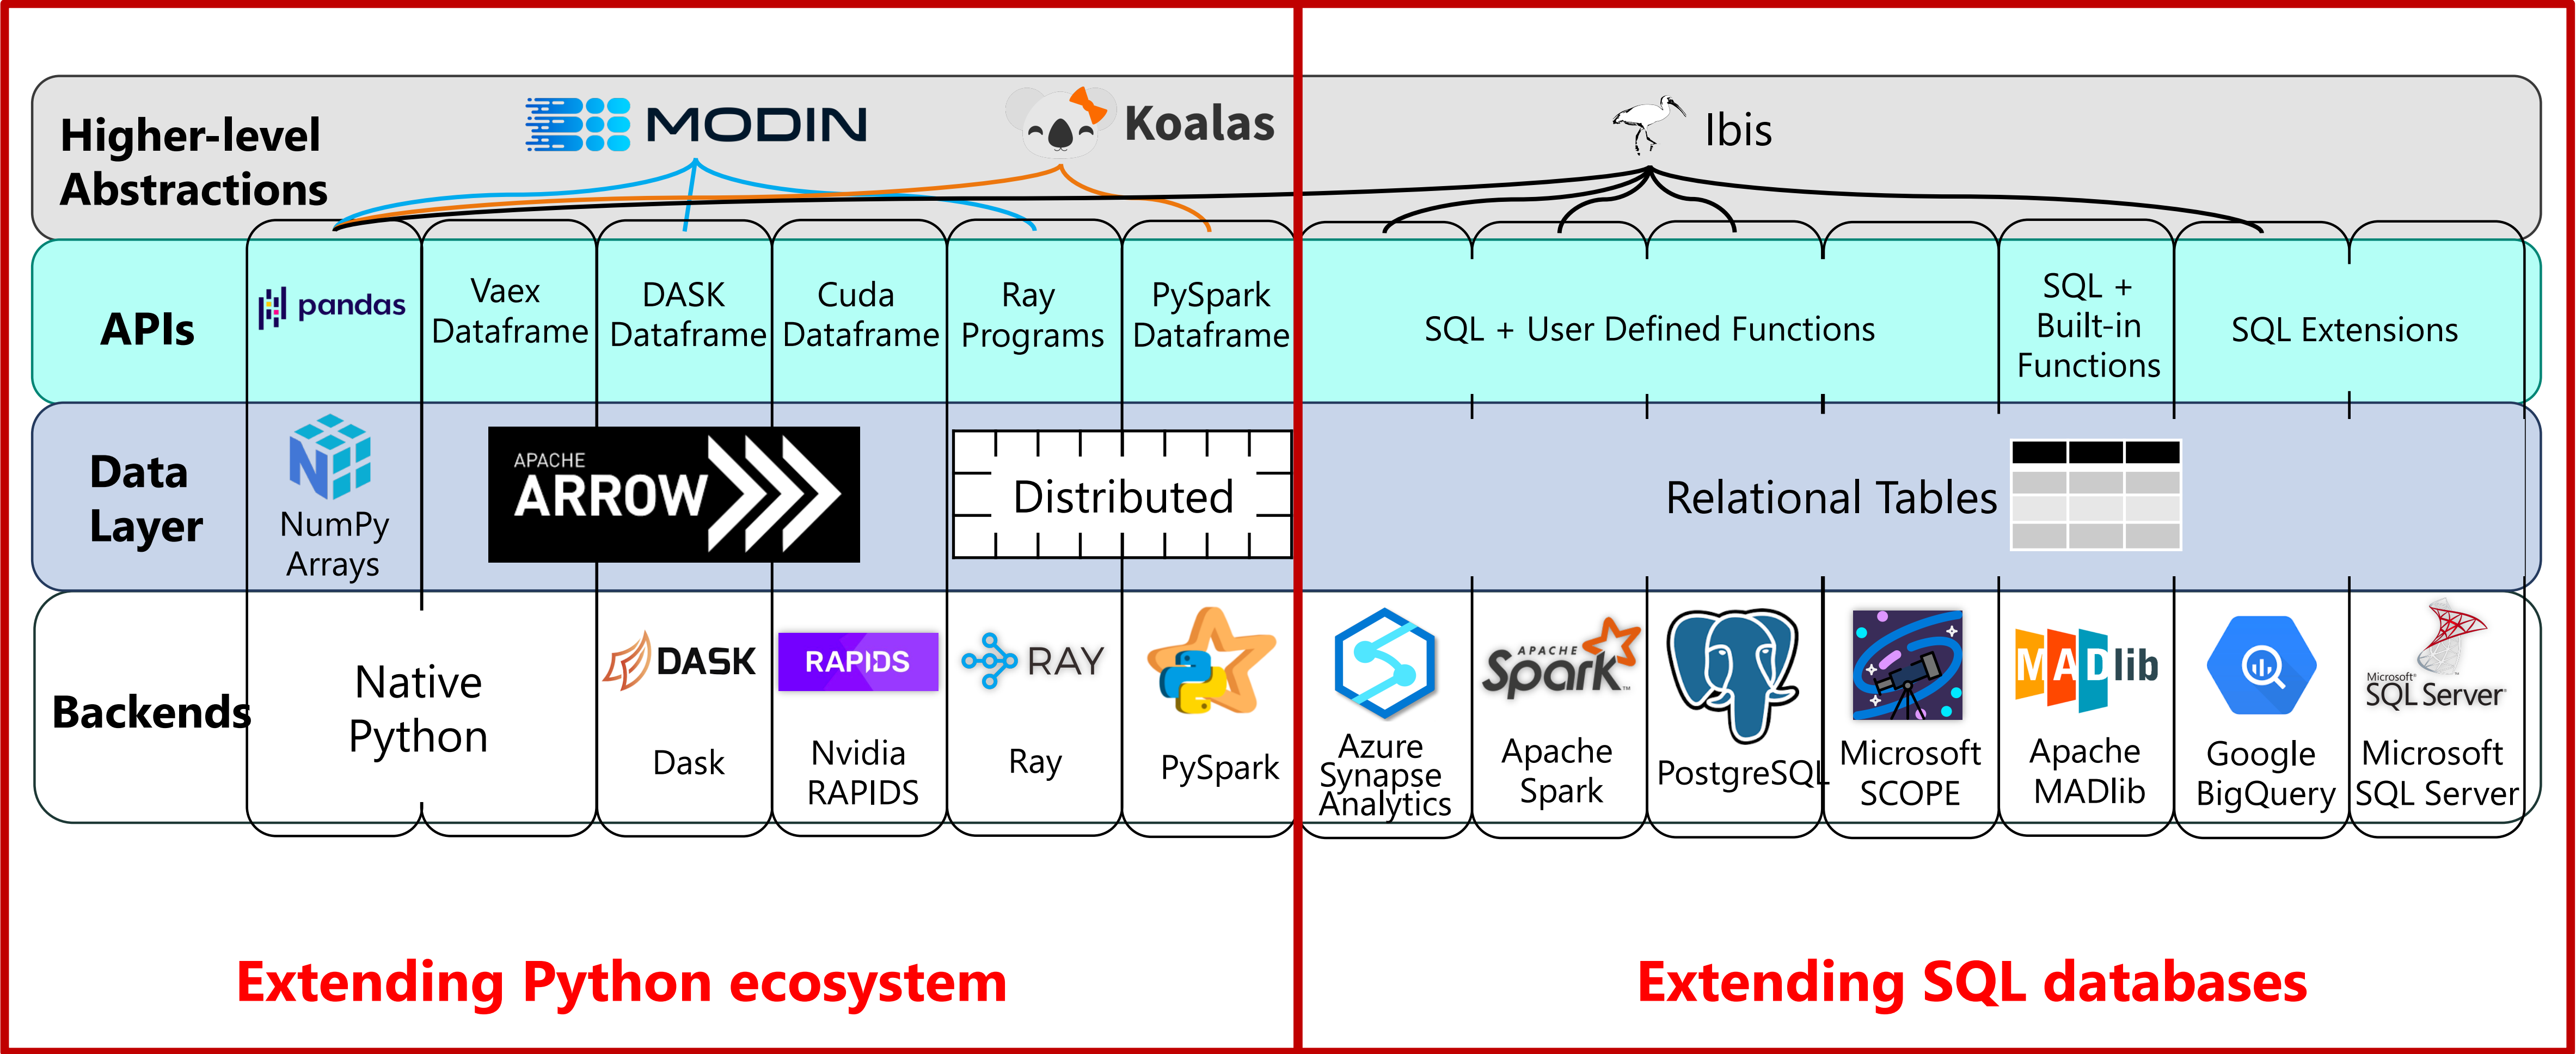 Higher-level
Abstractions
MODIN
Koalas
Ibis
APIs
pandas
Vaex
Dataframe
DASK
Dataframe
Cuda
Dataframe
Ray
Programs
PySpark
Dataframe
SQL + User Defined Functions
SQL +
Built-in
Functions
SQL Extensions
Data
Layer
NumPy
Arrays
APACHE
ARROW
Distributed
Relational Tables
Backends
Native
Python
DASK
Dask
RAPIDS
Nvidia
RAPIDS
RAY
Ray
PySpark
Azure
Synapse
Analytics
APACHE
Spark™
Apache
Spark
PostgreSQL
Microsoft
SCOPE
MADlib
Apache
MADlib
Google
BigQuery
Microsoft®
SQL Server®
Microsoft
SQL Server
Extending Python ecosystem
Extending SQL databases